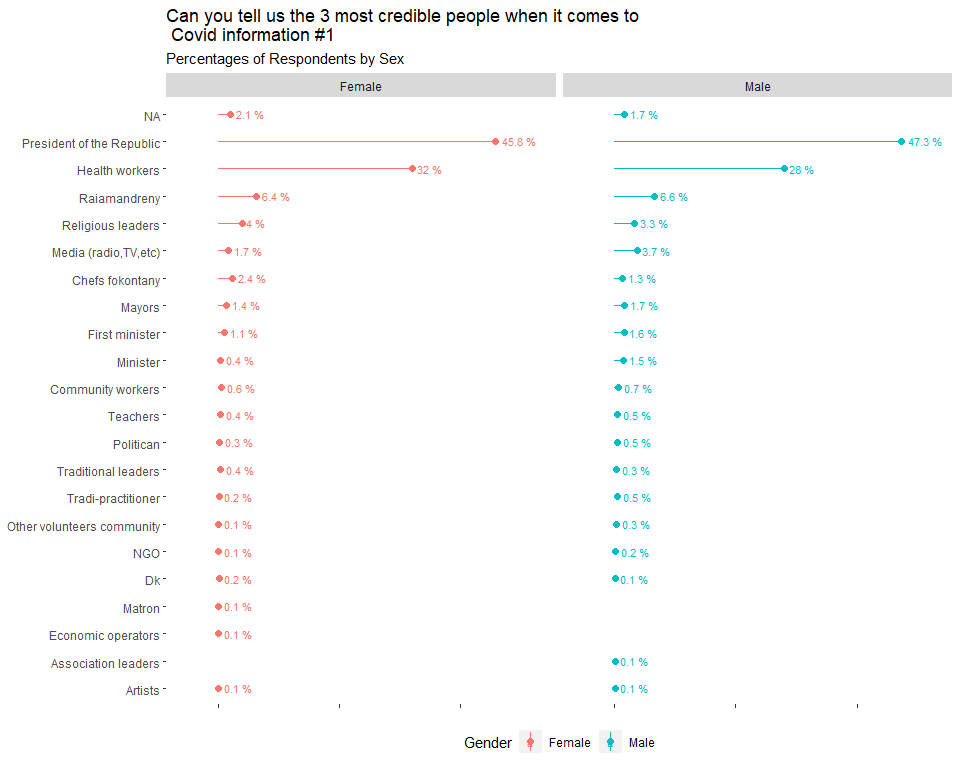 Can you tell us the 3 most credible people when it comes to
Covid information #1
Percentages of Respondents by Sex
Female Male
NA 2.1 % 1.7 %
President of the Republic 45.8 % 47.3 %
Health workers 32 % 28 %
Raiamandreny 6.4 % 6.6 %
Religious leaders 4 % 3.3 %
Media (radio,TV,etc) 1.7 % 3.7 %
Chefs fokontany 2.4 % 1.3 %
Mayors 1.4 % 1.7 %
First minister 1.1 % 1.6 %
Minister 0.4 % 1.5 %
Community workers 0.6 % 0.7 %
Teachers 0.4 % 0.5 %
Politican 0.3 % 0.5 %
Traditional leaders 0.4 % 0.3 %
Tradi-practitioner 0.2 % 0.5 %
Other volunteers community 0.1 % 0.3 %
NGO 0.1 % 0.2 %
Dk 0.2 % 0.1 %
Matron 0.1 %
Economic operators 0.1 %
Association leaders 0.1 %
Artists 0.1 % 0.1 %
Gender Female Male